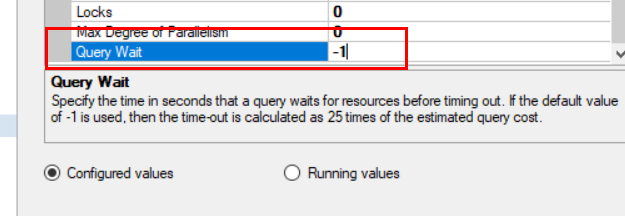 Locks 0
Max Degree of Parallelism 0
Query Wait -1
Query Wait
Specify the time in seconds that a query waits for resources before timing out. If the default value
of -1 is used, then the time-out is calculated as 25 times of the estimated query cost.
Configured values Running values